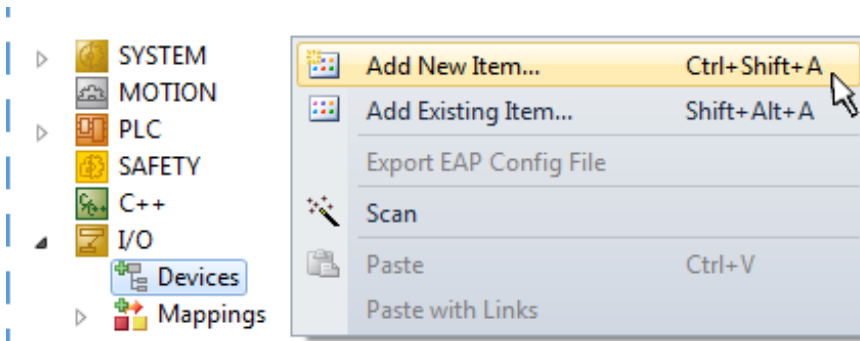 SYSTEM
MOTION
PLC
SAFETY
C++
I/O
Devices
Mappings
Add New Item... Ctrl+Shift+A
Add Existing Item... Shift+Alt+A
Export EAP Config File
Scan
Paste Ctrl+V
Paste with Links